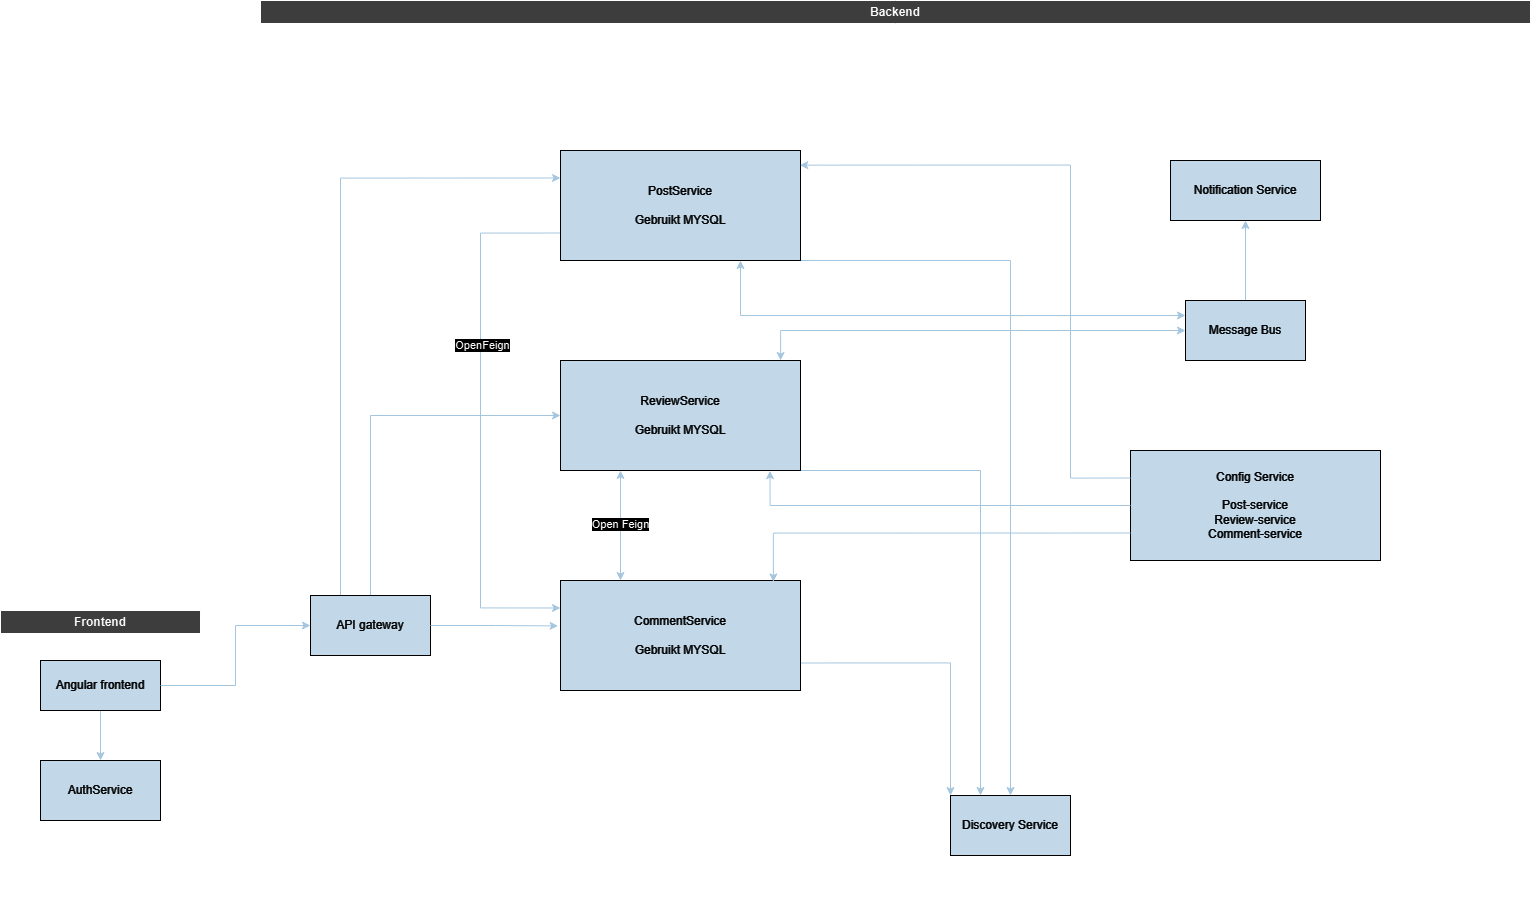 Backend
PostService
Gebruikt MYSQL
Notification Service
Message Bus
OpenFeign
ReviewService
Gebruikt MYSQL
Config Service
Post-service
Review-service
Comment-service
Open Feign
Frontend
API gateway
CommentService
Gebruikt MYSQL
Angular frontend
AuthService
Discovery Service